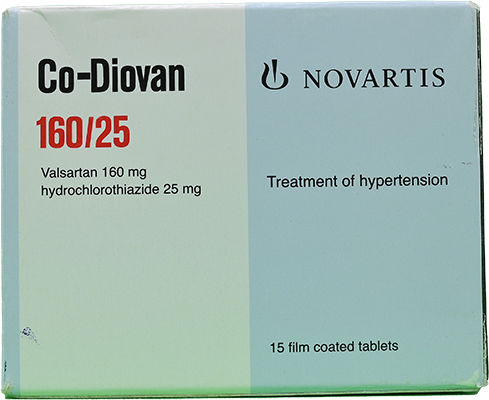 Co-Diovan
160/25
Valsartan 160 mg
hydrochlorothiazide 25 mg
NOVARTIS
Treatment of hypertension
15 film coated tablets